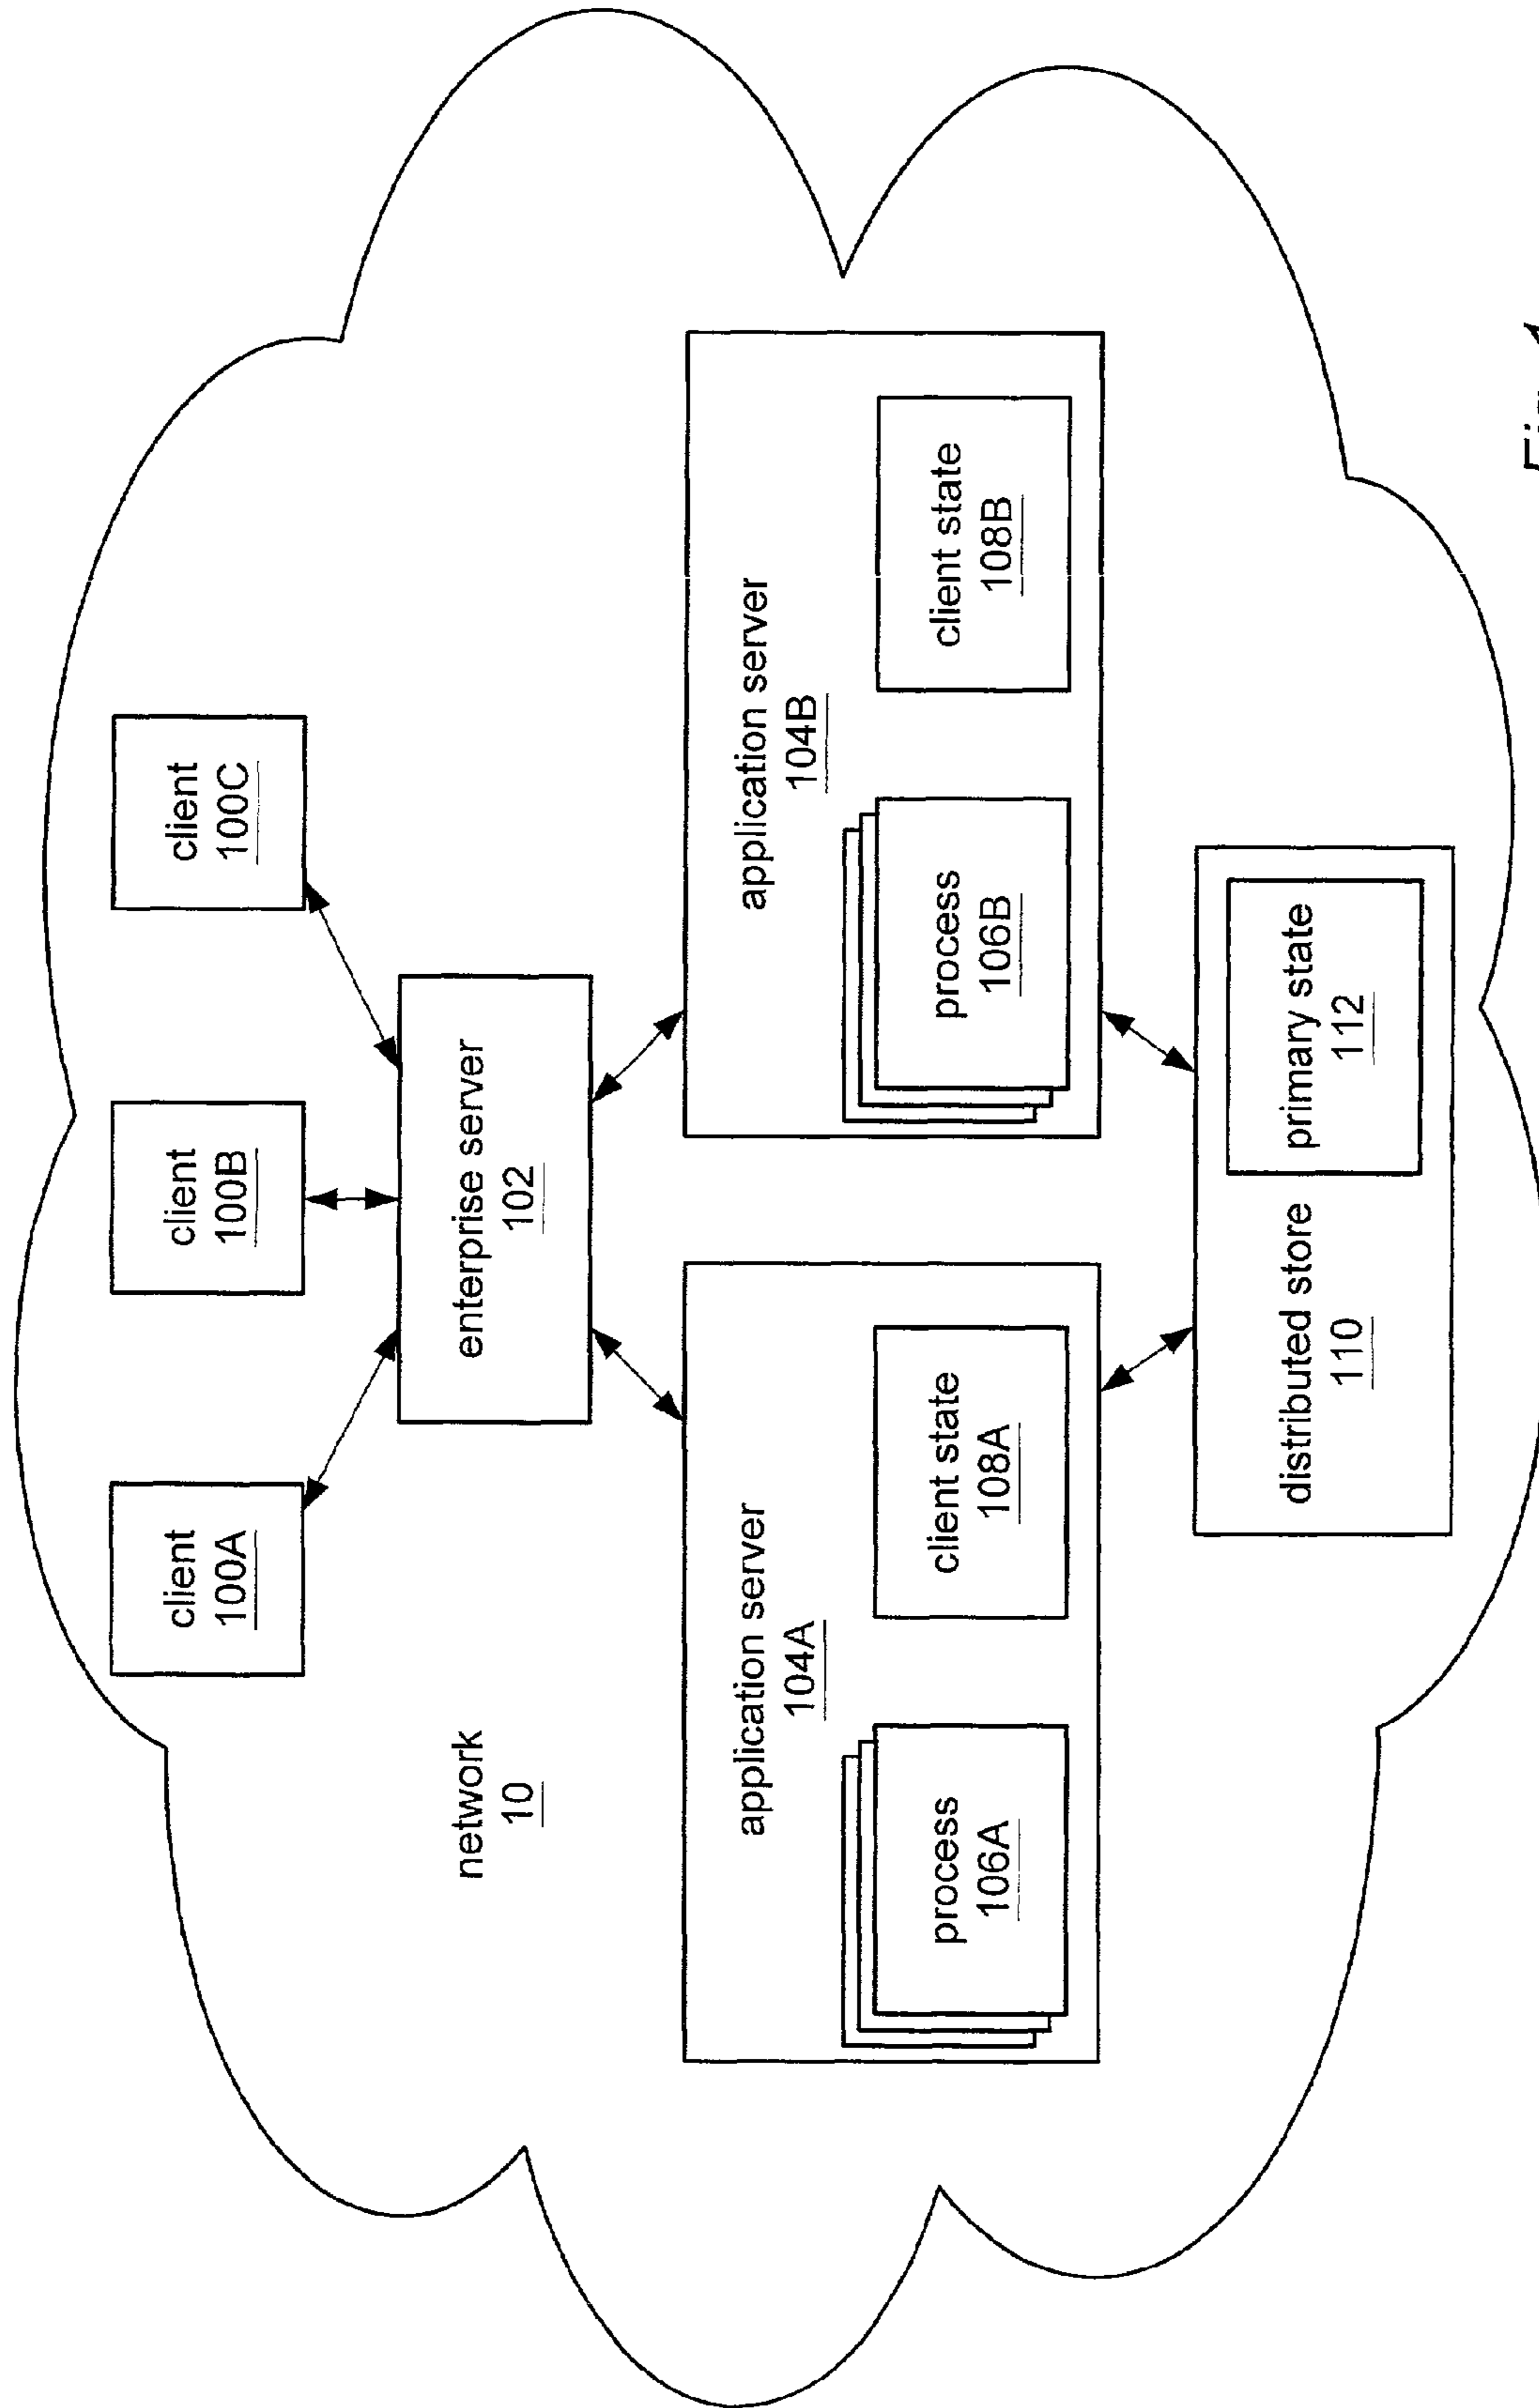 client
100A
client
100B
client
100C
network
10
enterprise server
102
application server
104A
process
106A
client state
108A
application server
104B
process
106B
client state
108B
distributed store
110
primary state
112